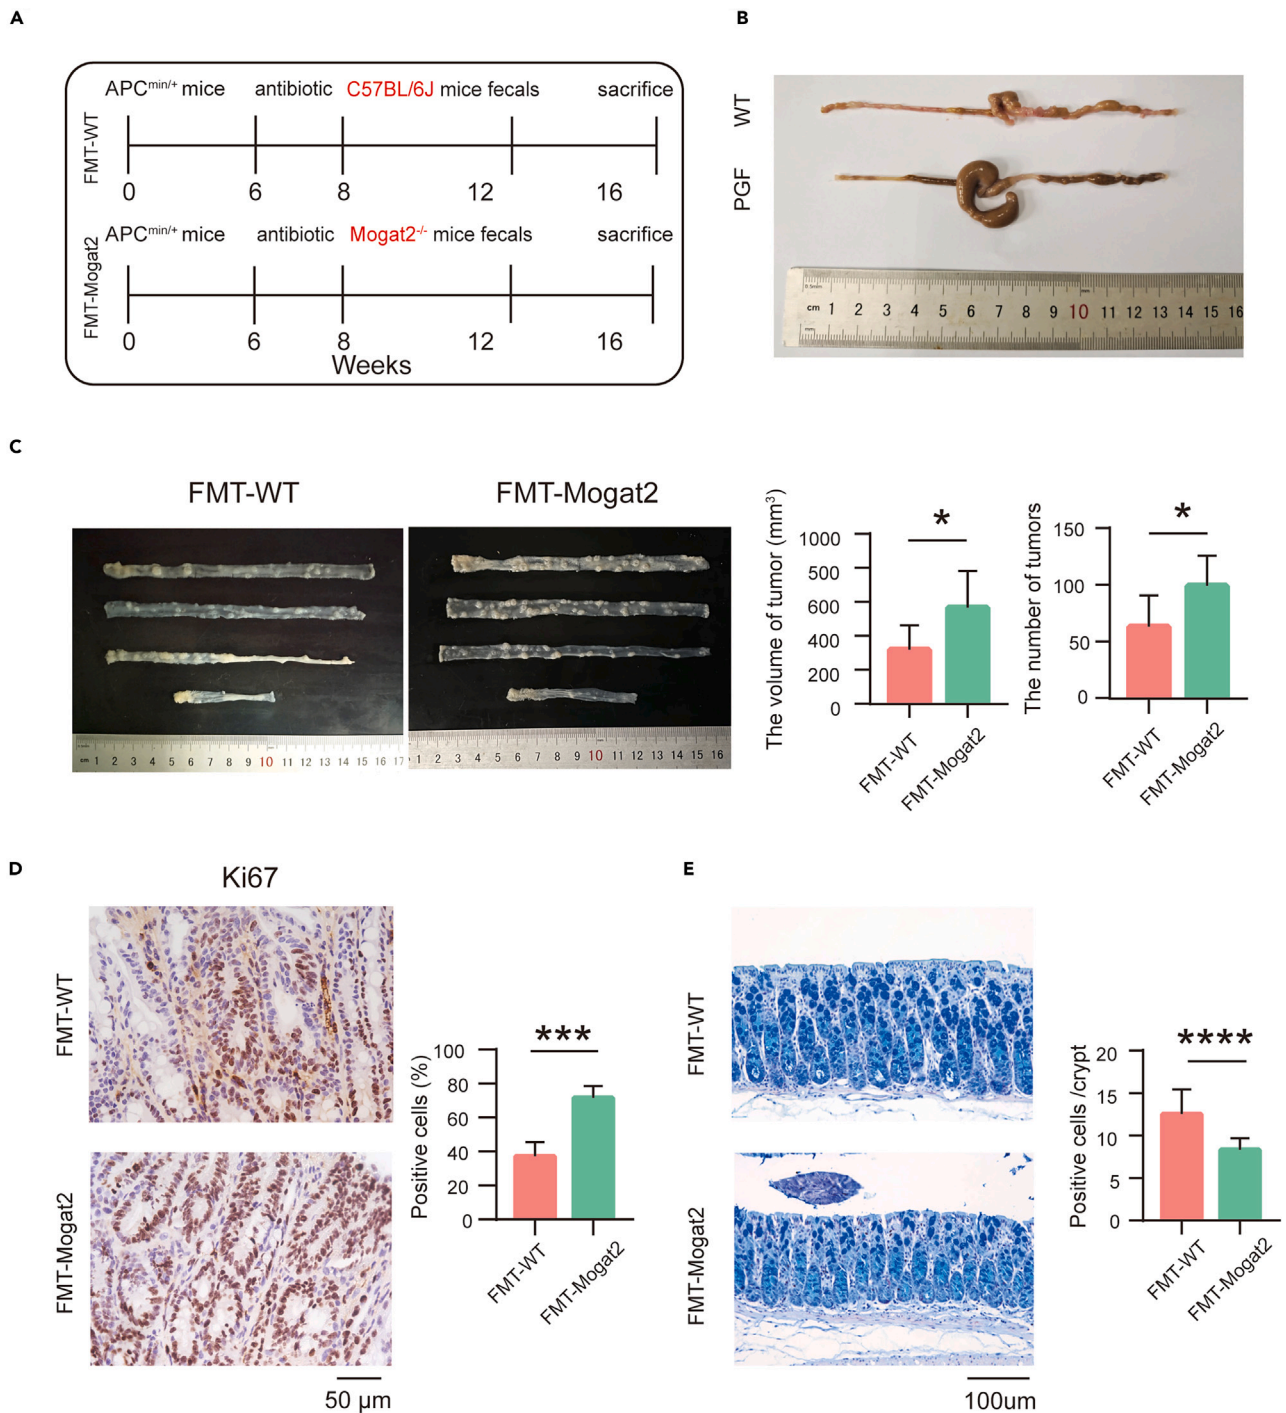 A
APCmin/+ mice antibiotic C57BL/6J mice fecals sacrifice
FMT-WT
0 6 8 12 16
APCmin/+ mice antibiotic Mogat2-/- mice fecals sacrifice
FMT-Mogat2
0 6 8 12 16
Weeks
B
WT
PGF
0.5mm mm
cm 1 2 3 4 5 6 7 8 9 10 11 12 13 14 15 16
mm
C
FMT-WT
FMT-Mogat2
cm 1 2 3 4 5 6 7 8 9 10 11 12 13 14 15 16 17
1 2 3 4 5 6 7 8 9 10 11 12 13 14 15 16
The volume of tumor (mm³)
1000
500
600
400
200
0
*
FMT-WT
FMT-Mogat2
The number of tumors
150
100
50
0
*
FMT-WT
FMT-Mogat2
D
Ki67
FMT-WT
FMT-Mogat2
50 μm
Positive cells (%)
100
80
60
40
20
0
***
FMT-WT
FMT-Mogat2
E
FMT-WT
FMT-Mogat2
100um
Positive cells /crypt
20
15
10
5
0
****
FMT-WT
FMT-Mogat2